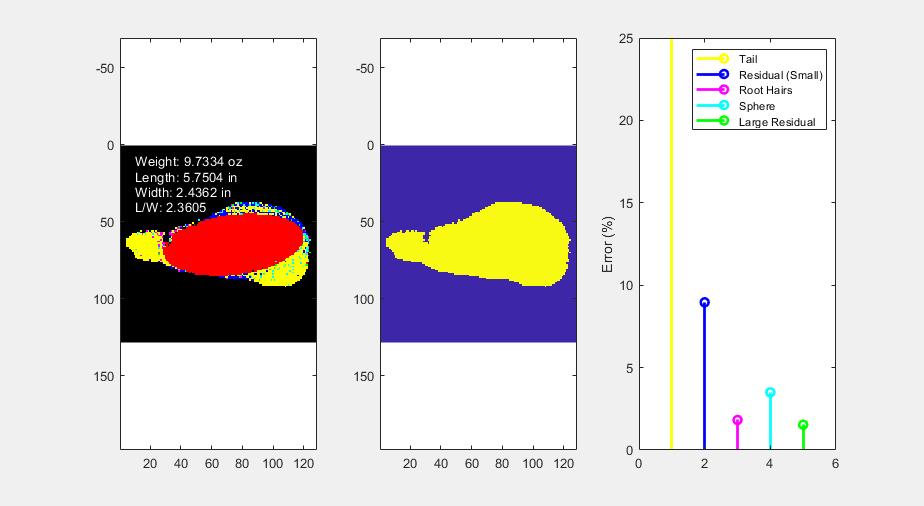 -50
0
50
100
150
20 40 60 80 100 120
Weight: 9.7334 oz
Length: 5.7504 in
Width: 2.4362 in
L/W: 2.3605
-50
0
50
100
150
20 40 60 80 100 120
Error (%)
25
20
15
10
5
0
0 2 4 6
Tail
Residual (Small)
Root Hairs
Sphere
Large Residual